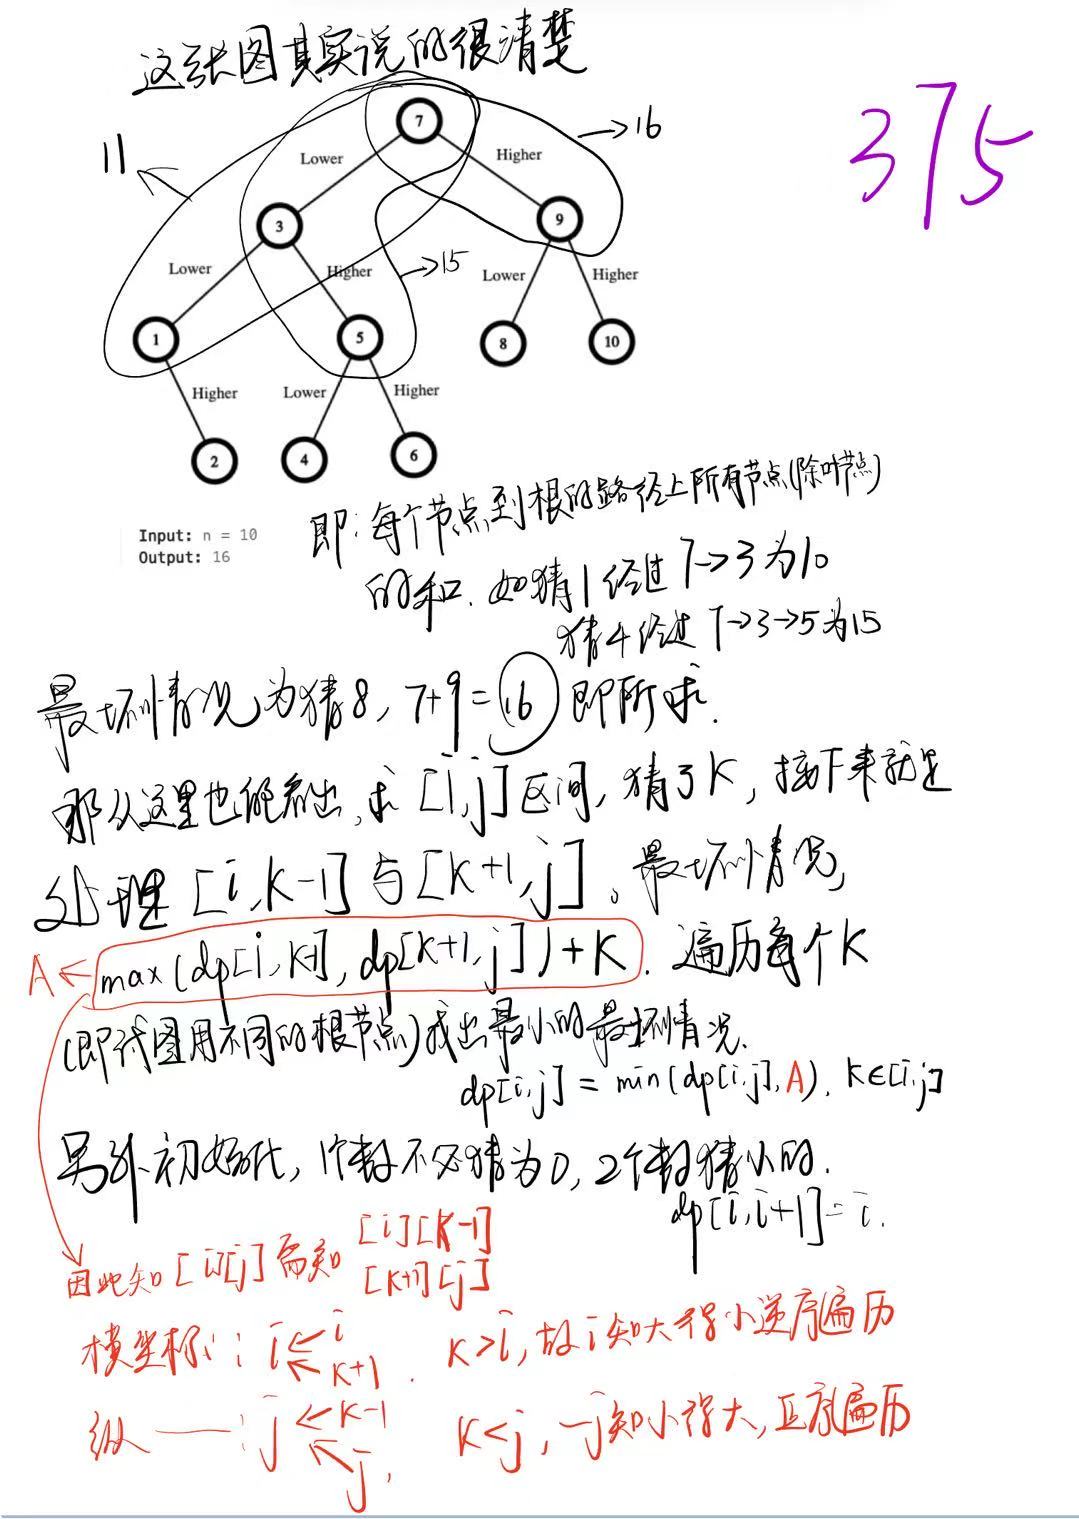 这张图其实说的很清楚
375
7
Lower
Higher
→16
11
3
9
Lower
Higher
→15
Lower
Higher
1
5
8
10
Higher
Lower
Higher
2
4
6
Input: n = 10
Output: 16
即:每个节点到根的路径上所有节点(除叶节点)
的和. 如猜1经过7→3为10
猜4经过7→3→5为15
最坏情况为猜8, 7+9=16即所求.
那么这里也能看出,求[i,j]区间,猜了K,接下来就是
处理[i,K-1]与[K+1,j]。最坏情况,
A← max(dp[i,K-1],dp[K+1,j])+K. 遍历每个K
(即试图用不同的根节点)找出最小的最坏情况.
dp[i,j] = min(dp[i,j],A), K∈[i,j]
另外初始化,1个数不必猜为0,2个数猜小的.
dp[i,i+1]=i.
因此知[i][j]需知[i][K-1]
[K+1][j]
横坐标:i←i
←K+1. K>i,故i知大得小逆序遍历
纵——:j←K-1
←j, K<j,一j知小得大,正序遍历